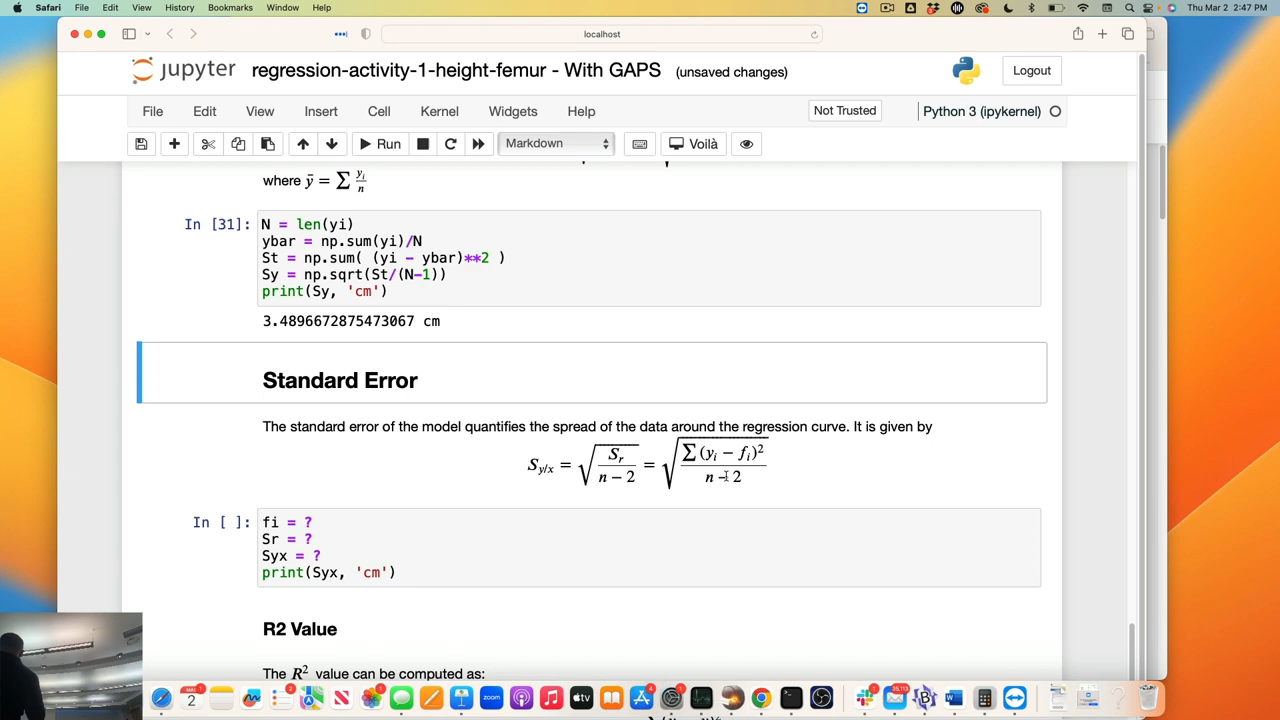 Safari File Edit View History Bookmarks Window Help Thu Mar 2 2:47 PM
localhost
jupyter regression-activity-1-height-femur - With GAPS (unsaved changes) Logout
File Edit View Insert Cell Kernel Widgets Help Not Trusted Python 3 (ipykernel)
Run Markdown Voilà
where ȳ = ∑ yᵢ/n
In [31]: N = len(yi)
ybar = np.sum(yi)/N
St = np.sum( (yi - ybar)**2 )
Sy = np.sqrt(St/(N-1))
print(Sy, 'cm')
3.4896672875473067 cm
Standard Error
The standard error of the model quantifies the spread of the data around the regression curve. It is given by
S_y/x = √(Sᵣ/(n − 2)) = √(∑ (yᵢ − fᵢ)²/(n − 2))
In [ ]: fi = ?
Sr = ?
Syx = ?
print(Syx, 'cm')
R2 Value
The R² value can be computed as:
MAR
2
zoom
tv